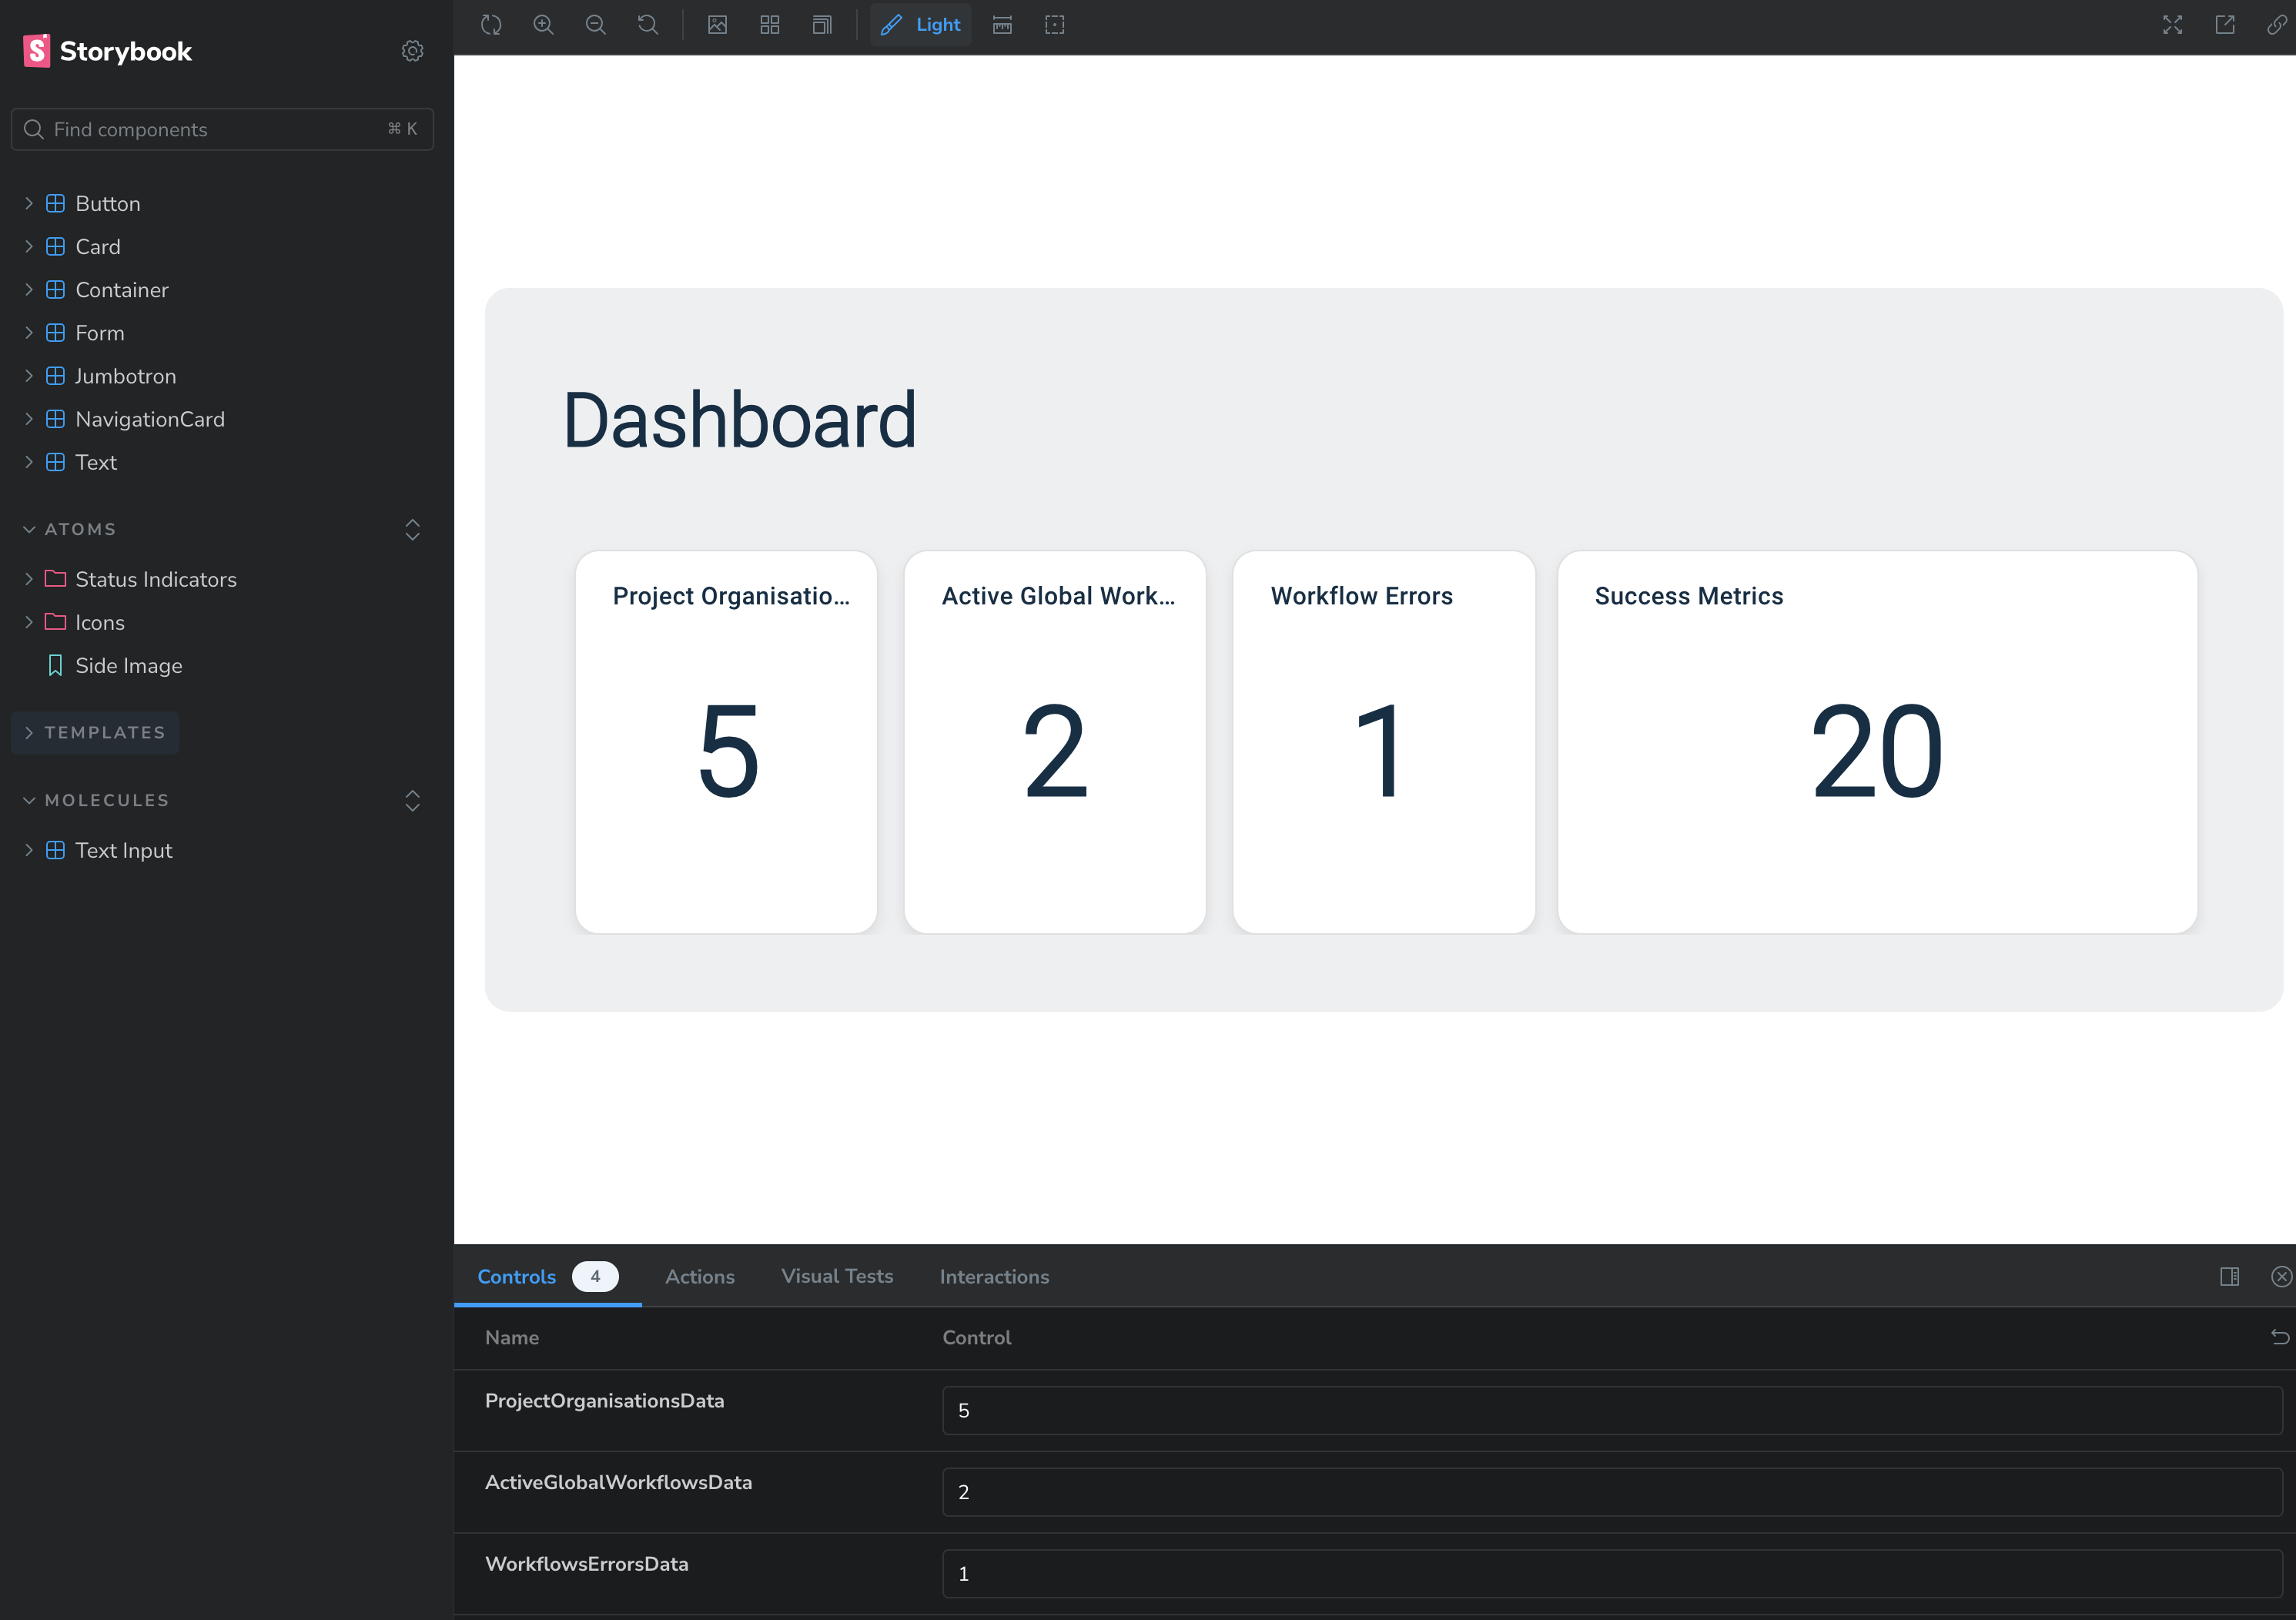 Storybook
Find components
⌘ K
Button
Card
Container
Form
Jumbotron
NavigationCard
Text
ATOMS
Status Indicators
Icons
Side Image
TEMPLATES
MOLECULES
Text Input
Light
Dashboard
Project Organisatio...
5
Active Global Work...
2
Workflow Errors
1
Success Metrics
20
Controls 4 Actions Visual Tests Interactions
Name Control
ProjectOrganisationsData 5
ActiveGlobalWorkflowsData 2
WorkflowsErrorsData 1